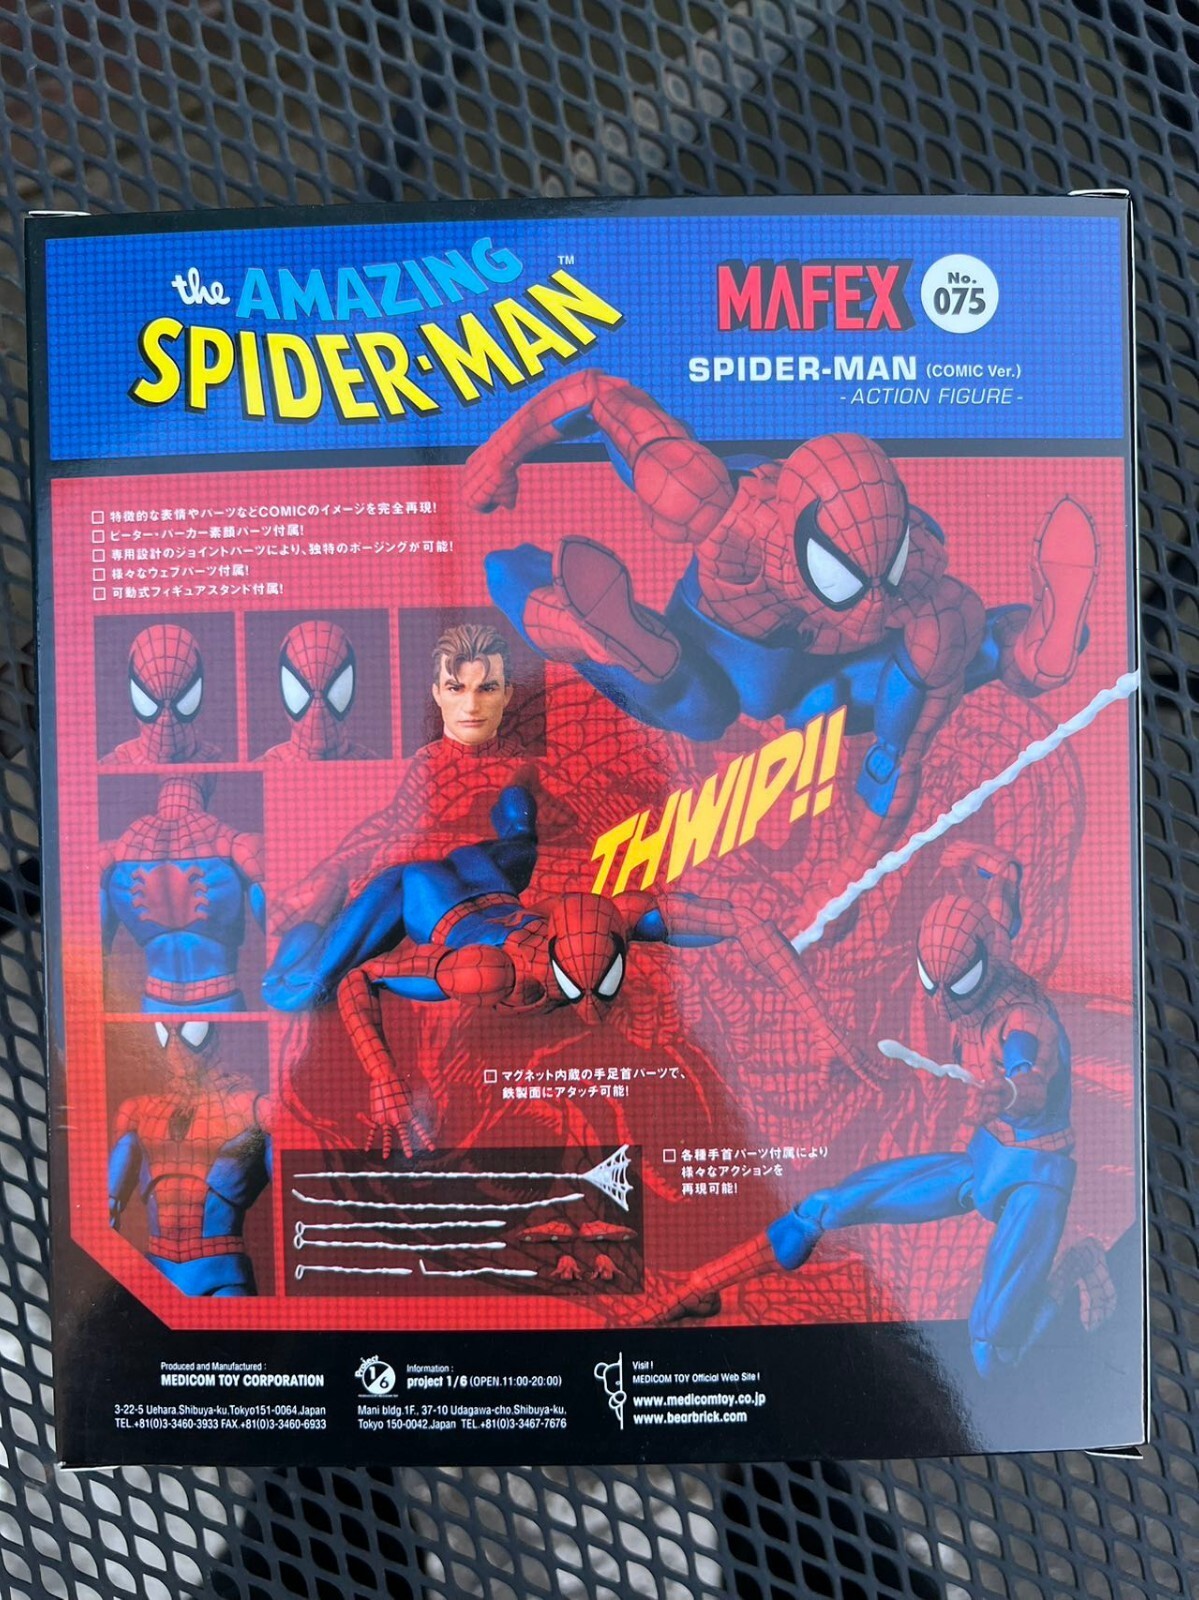 the AMAZING
SPIDER-MAN™
MAFEX No. 075
SPIDER-MAN (COMIC Ver.)
- ACTION FIGURE -
□ 特徴的な表情やパーツなどCOMICのイメージを完全再現!
□ ピーター・パーカー素顔パーツ付属!
□ 専用設計のジョイントパーツにより、独特のポージングが可能!
□ 様々なウェブパーツ付属!
□ 可動式フィギュアスタンド付属!
THWIP!!
□ マグネット内蔵の手足首パーツで、
鉄製面にアタッチ可能!
□ 各種手首パーツ付属により
様々なアクションを
再現可能!
Produced and Manufactured :
MEDICOM TOY CORPORATION
3-22-5 Uehara.Shibuya-ku.Tokyo151-0064.Japan
TEL.+81(0)3-3460-3933 FAX.+81(0)3-3460-6933
Project 1/6
Information :
project 1/6 (OPEN.11:00-20:00)
Mani bldg.1F., 37-10 Udagawa-cho.Shibuya-ku.
Tokyo 150-0042.Japan TEL.+81(0)3-3467-7676
Visit !
MEDICOM TOY Official Web Site !
www.medicomtoy.co.jp
www.bearbrick.com